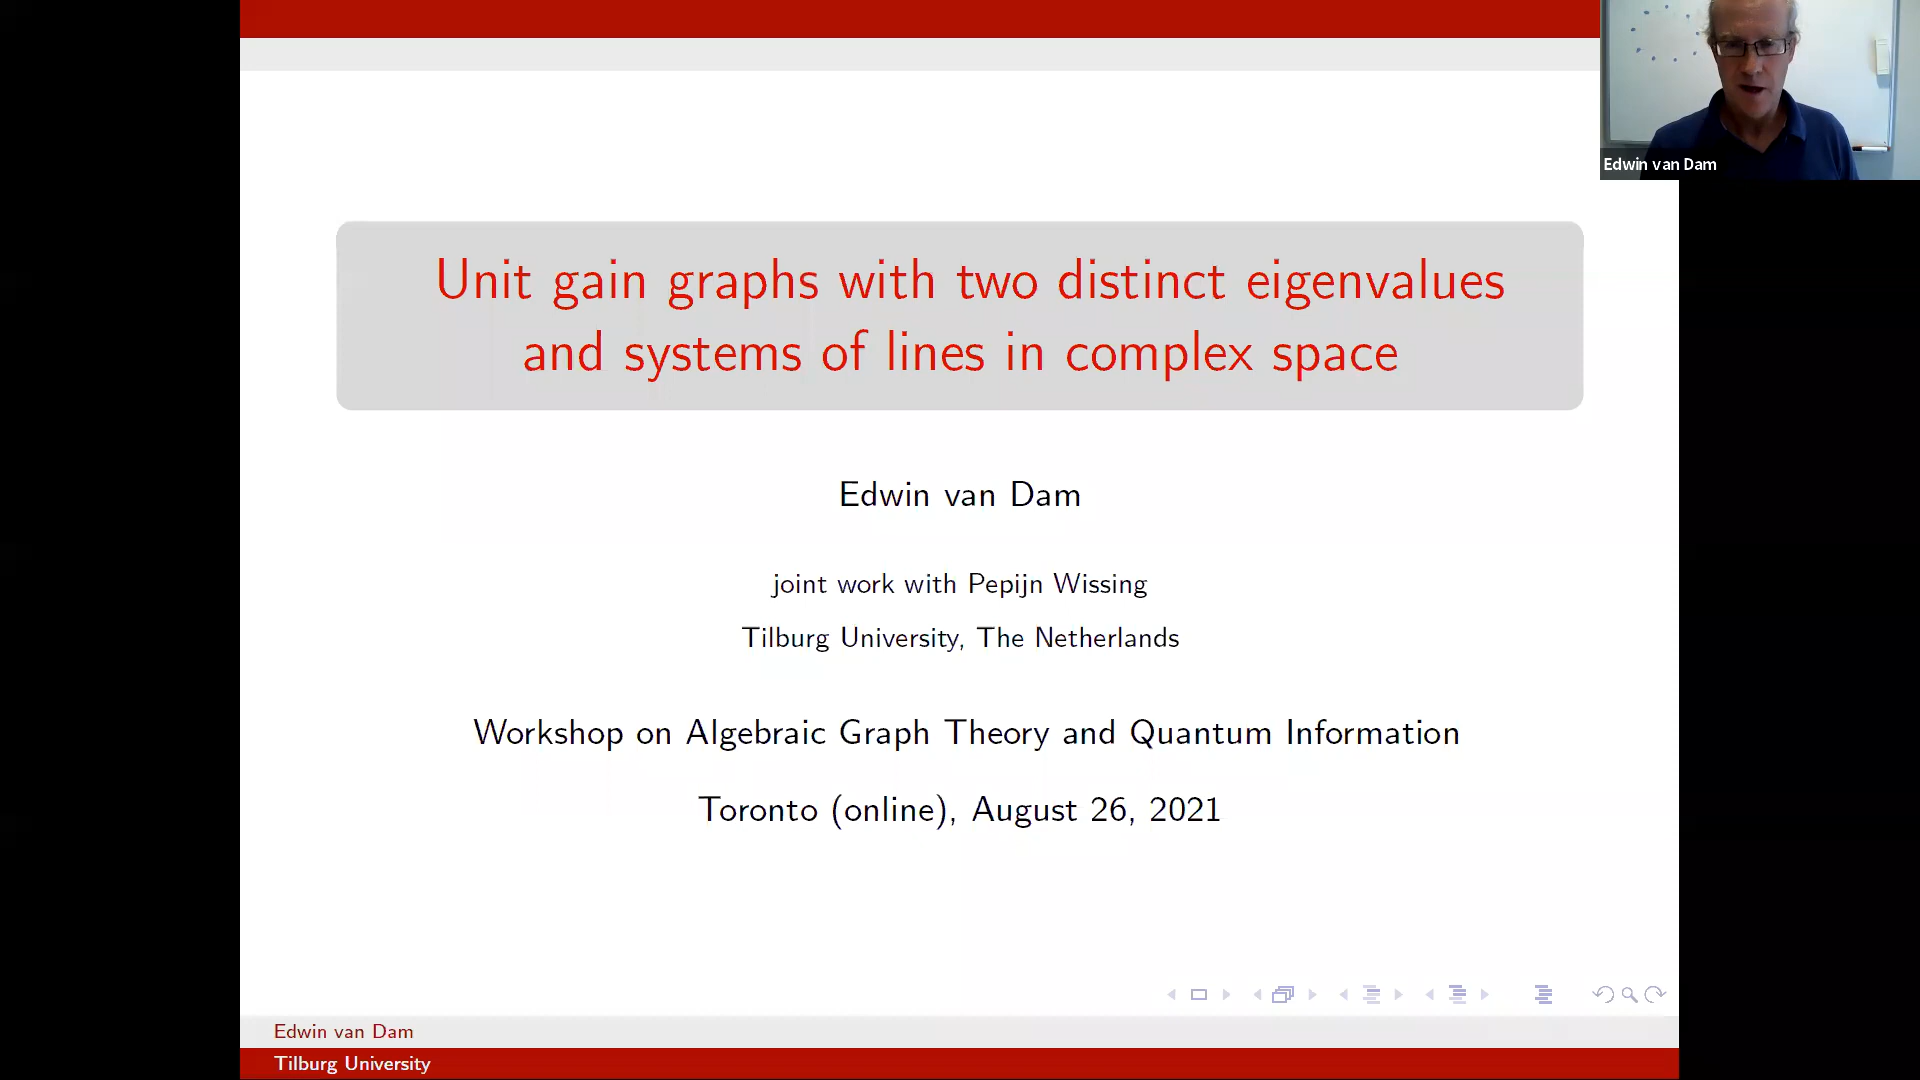 Edwin van Dam
Unit gain graphs with two distinct eigenvalues
and systems of lines in complex space
Edwin van Dam
joint work with Pepijn Wissing
Tilburg University, The Netherlands
Workshop on Algebraic Graph Theory and Quantum Information
Toronto (online), August 26, 2021
Edwin van Dam
Tilburg University